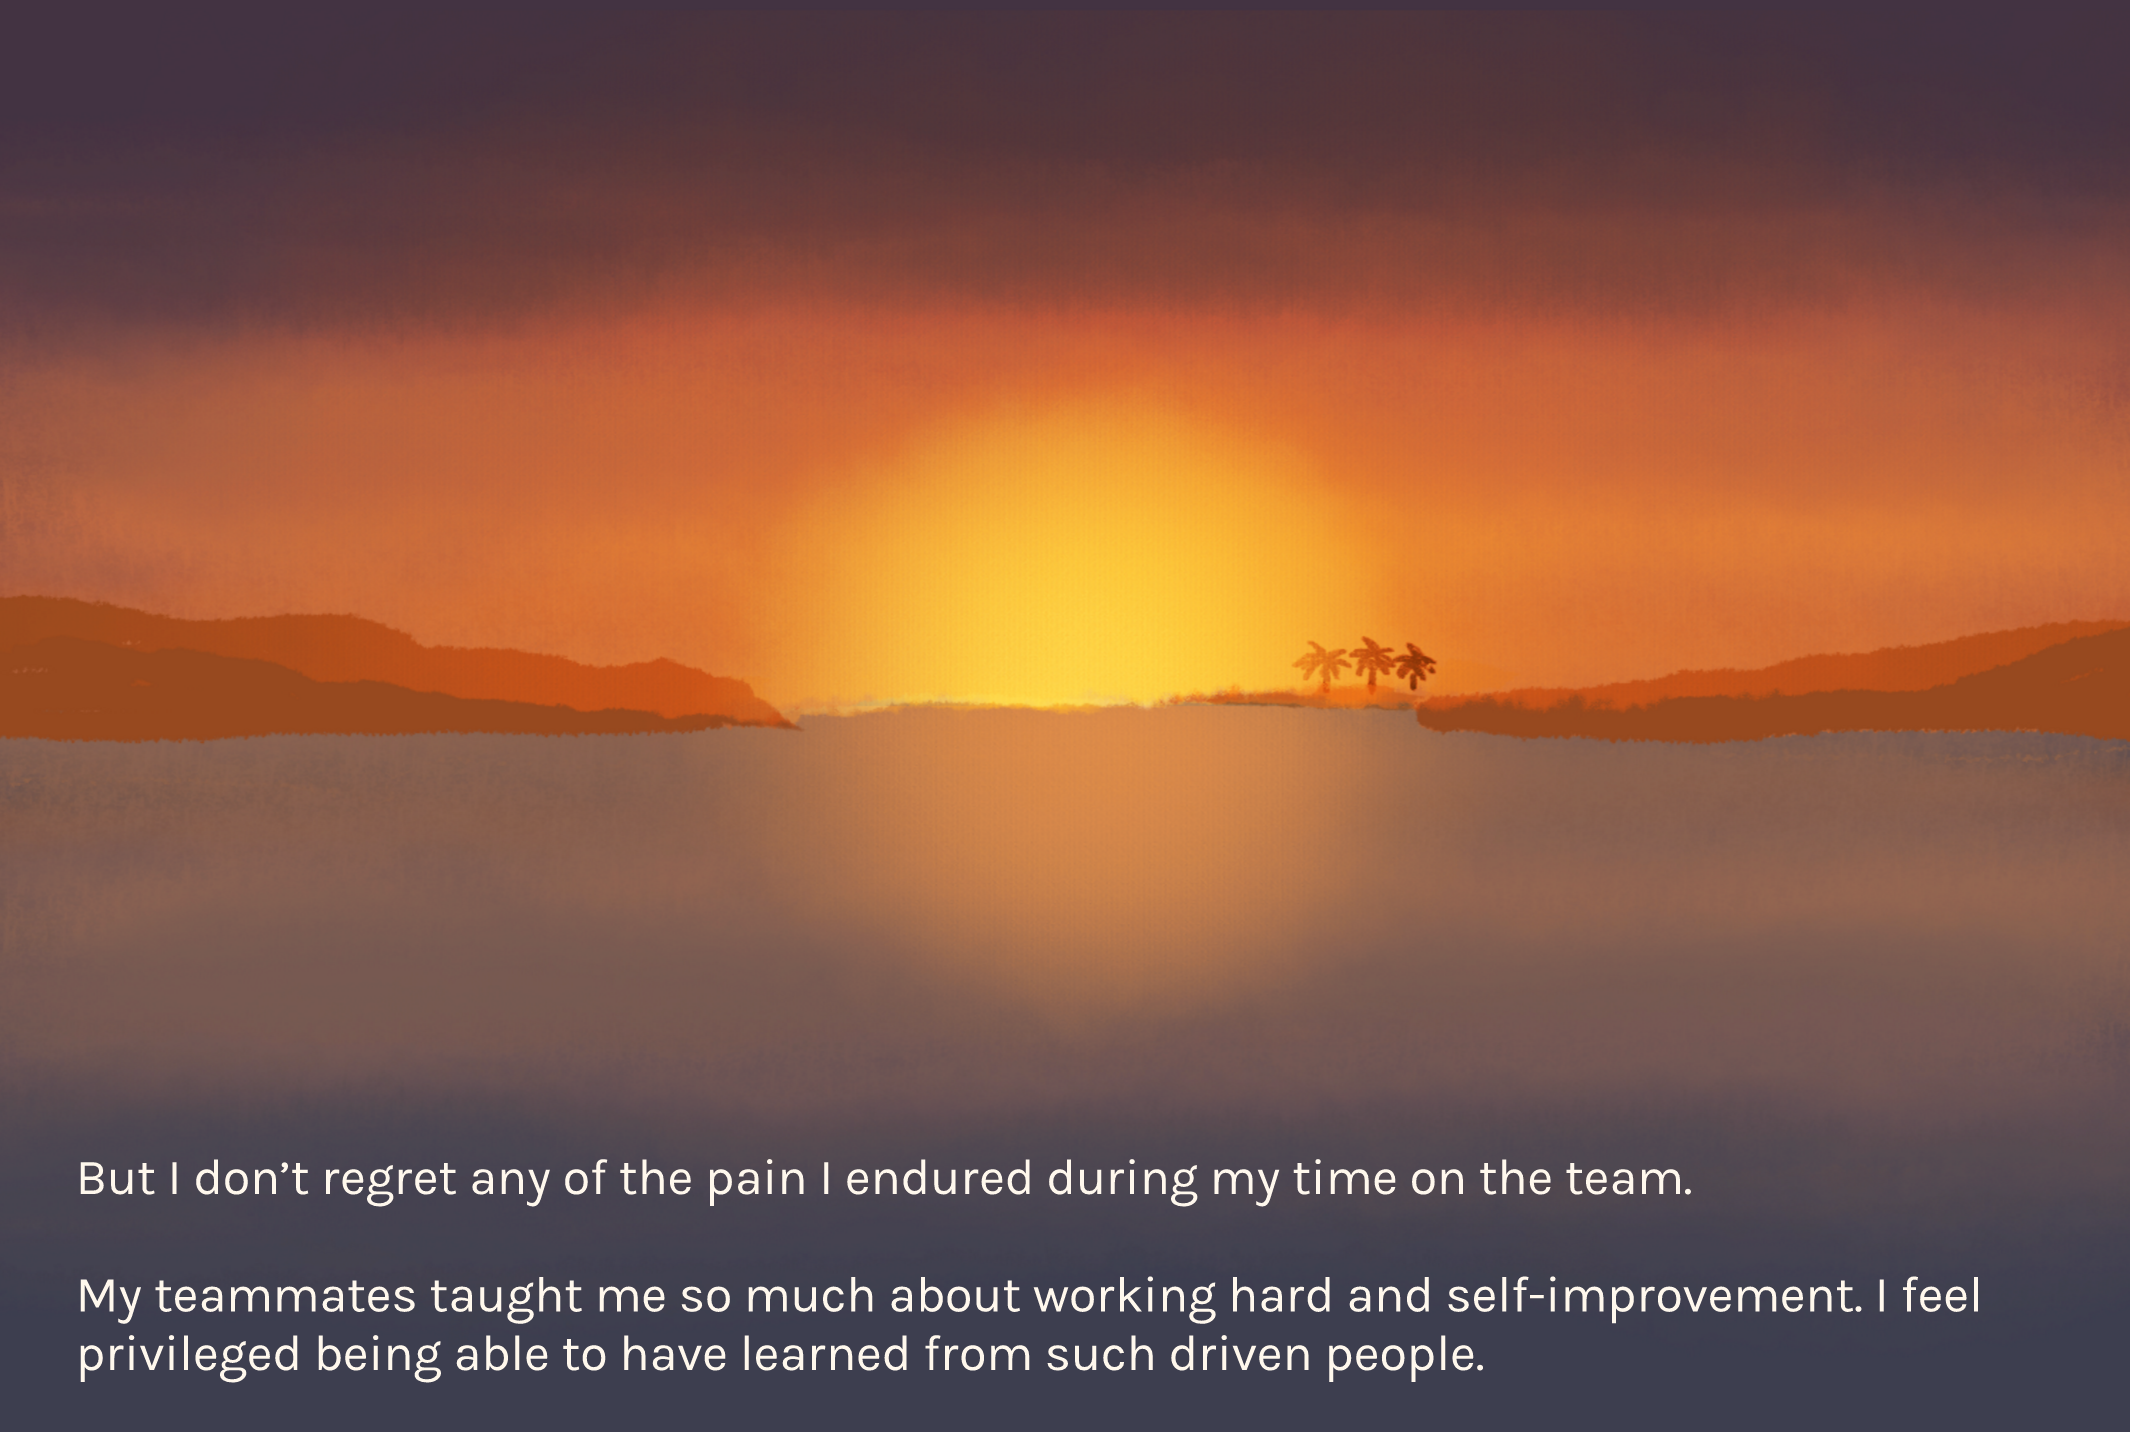 But I don’t regret any of the pain I endured during my time on the team.
My teammates taught me so much about working hard and self-improvement. I feel
privileged being able to have learned from such driven people.